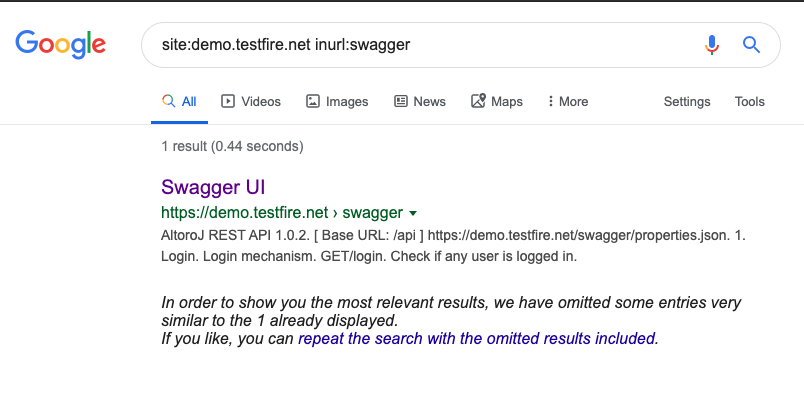 Google
site:demo.testfire.net inurl:swagger
All Videos Images News Maps More Settings Tools
1 result (0.44 seconds)
Swagger UI
https://demo.testfire.net › swagger
AltoroJ REST API 1.0.2. [ Base URL: /api ] https://demo.testfire.net/swagger/properties.json. 1.
Login. Login mechanism. GET/login. Check if any user is logged in.
In order to show you the most relevant results, we have omitted some entries very
similar to the 1 already displayed.
If you like, you can repeat the search with the omitted results included.